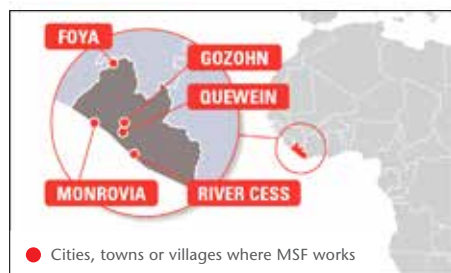 FOYA
GOZOHN
QUEWEIN
MONROVIA
RIVER CESS
Cities, towns or villages where MSF works